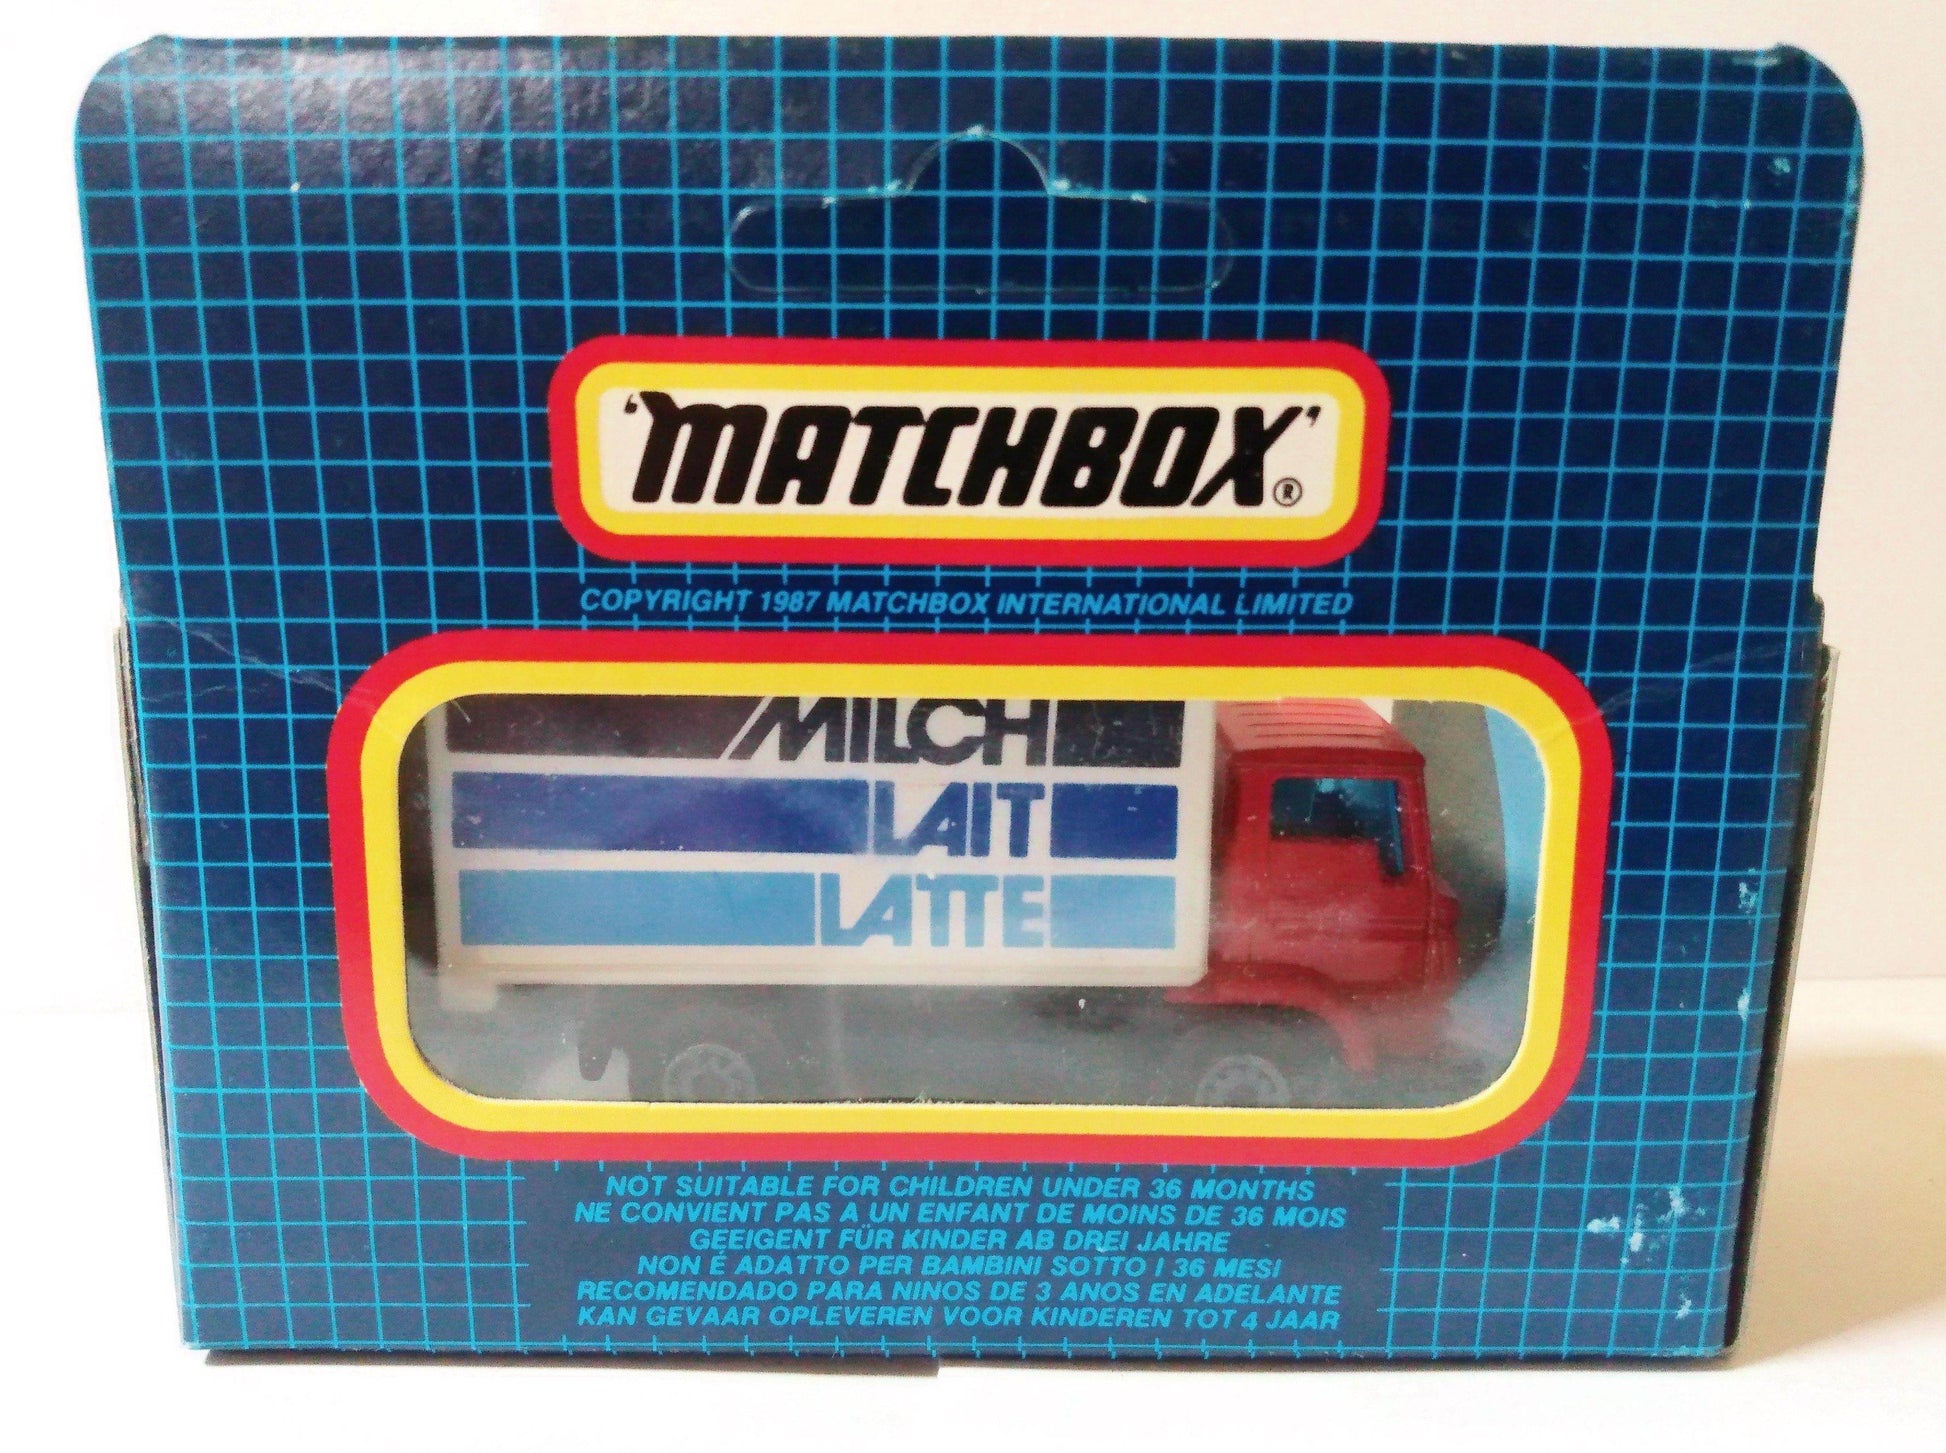 'MATCHBOX'®
COPYRIGHT 1987 MATCHBOX INTERNATIONAL LIMITED
MILCH
LAIT
LATTE
NOT SUITABLE FOR CHILDREN UNDER 36 MONTHS
NE CONVIENT PAS A UN ENFANT DE MOINS DE 36 MOIS
GEEIGENT FÜR KINDER AB DREI JAHRE
NON É ADATTO PER BAMBINI SOTTO I 36 MESI
RECOMENDADO PARA NINOS DE 3 ANOS EN ADELANTE
KAN GEVAAR OPLEVEREN VOOR KINDEREN TOT 4 JAAR